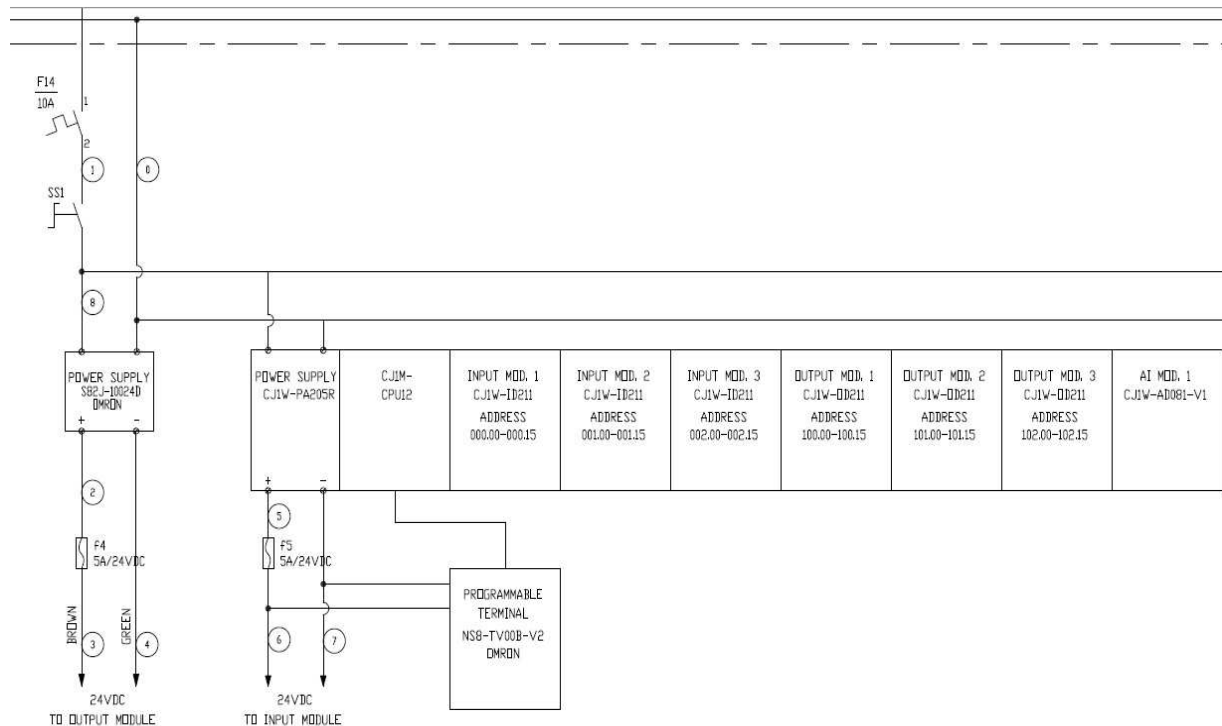 F14
10A
1
2
1
0
SS1
8
POWER SUPPLY
S82J-10024D
OMRON
+ -
POWER SUPPLY
CJ1W-PA205R
+ -
CJ1M-
CPU12
INPUT MOD. 1
CJ1W-ID211
ADDRESS
000.00-000.15
INPUT MOD. 2
CJ1W-ID211
ADDRESS
001.00-001.15
INPUT MOD. 3
CJ1W-ID211
ADDRESS
002.00-002.15
OUTPUT MOD. 1
CJ1W-OD211
ADDRESS
100.00-100.15
OUTPUT MOD. 2
CJ1W-OD211
ADDRESS
101.00-101.15
OUTPUT MOD. 3
CJ1W-OD211
ADDRESS
102.00-102.15
AI MOD. 1
CJ1W-AD081-V1
2
5
f4
5A/24VDC
f5
5A/24VDC
PROGRAMMABLE
TERMINAL
NS8-TV00B-V2
OMRON
BROWN
GREEN
3
4
6
7
24VDC
TO OUTPUT MODULE
24VDC
TO INPUT MODULE